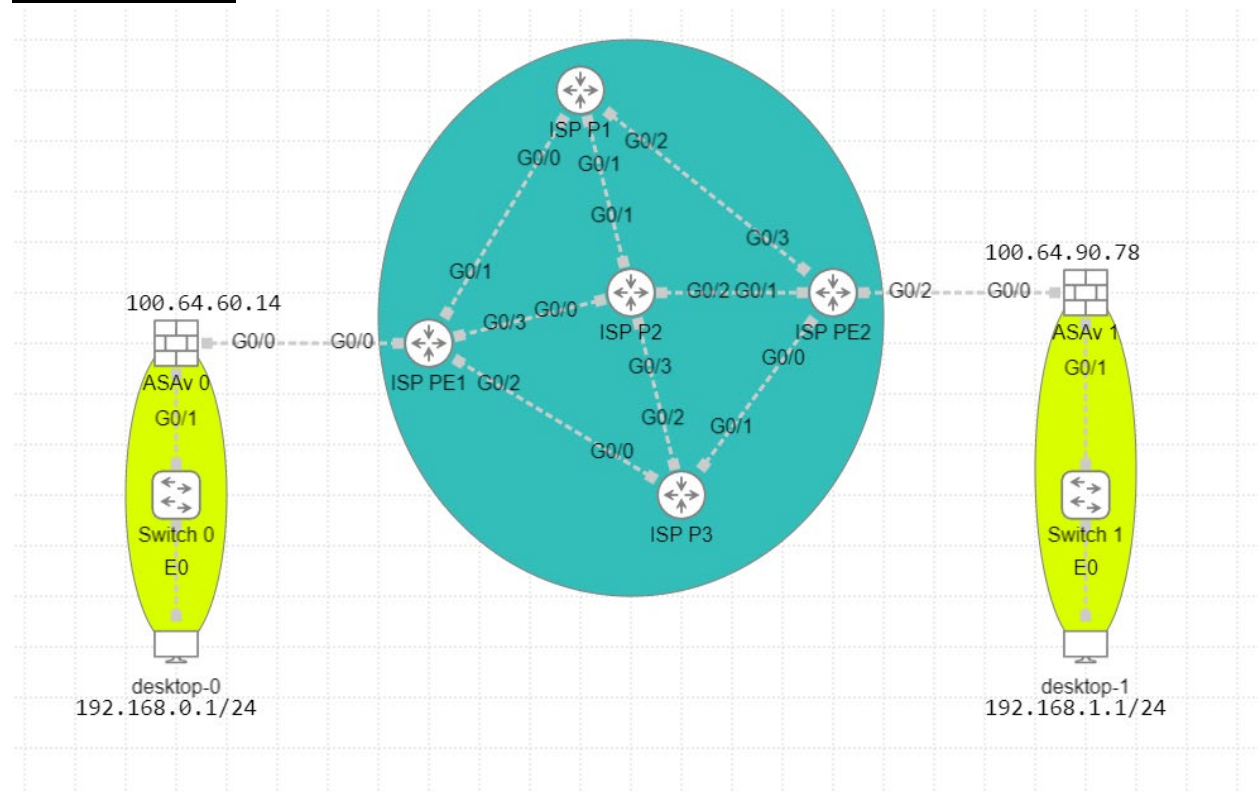 ISP P1
G0/2
G0/0
G0/1
G0/1
G0/3
100.64.90.78
G0/1
100.64.60.14
G0/2
G0/1
G0/2
G0/0
G0/3
G0/0
ISP P2
ISP PE2
ASAv 1
G0/0
G0/0
G0/3
G0/0
G0/1
ASAv 0
ISP PE1
G0/2
G0/1
G0/2
G0/1
G0/0
Switch 0
ISP P3
Switch 1
E0
E0
desktop-0
192.168.0.1/24
desktop-1
192.168.1.1/24